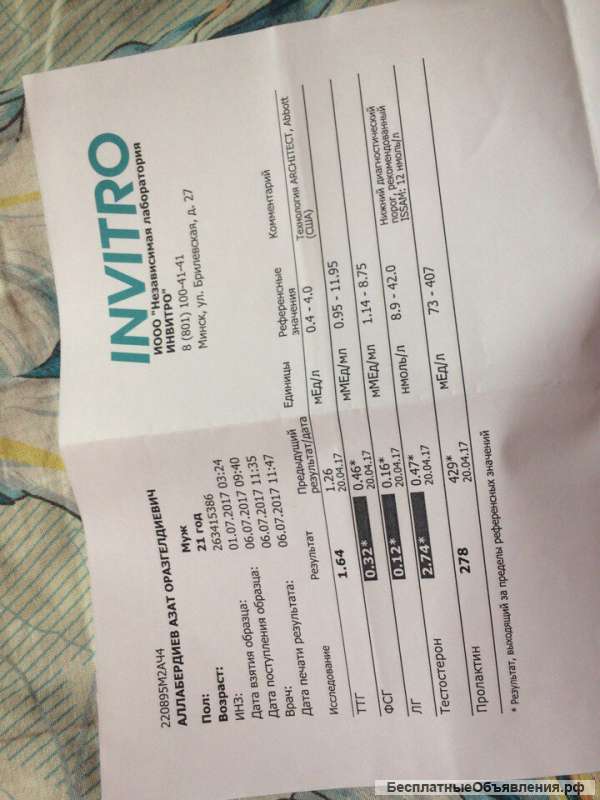 INVITRO
ИООО "Независимая лаборатория
ИНВИТРО"
8 (801) 100-41-41
Минск, ул. Брилевская, д. 27
220895М2АЧ4
АЛЛАБЕРДИЕВ АЗАТ ОРАЗГЕЛДИЕВИЧ
Пол: Муж
Возраст: 21 год
ИНЗ: 263415386
Дата взятия образца: 01.07.2017 03:24
Дата поступления образца: 06.07.2017 09:40
Врач: 06.07.2017 11:35
Дата печати результата: 06.07.2017 11:47
Исследование Результат Предыдущий результат/дата Единицы Референсные значения Комментарий
ТТГ 1.64 1.26 20.04.17 мЕд/л 0.4 - 4.0 Технология ARCHITECT, Abbott (США)
ФСГ 0.32* 0.46* 20.04.17 мМЕд/мл 0.95 - 11.95
ЛГ 0.12* 0.16* 20.04.17 мМЕд/мл 1.14 - 8.75
Тестостерон 2.74* 0.47* 20.04.17 нмоль/л 8.9 - 42.0 Нижний диагностический порог, рекомендованный ISSAM: 12 нмоль/л
Пролактин 278 429* 20.04.17 мЕд/л 73 - 407
* Результат, выходящий за пределы референсных значений
БесплатныеОбъявления.рф